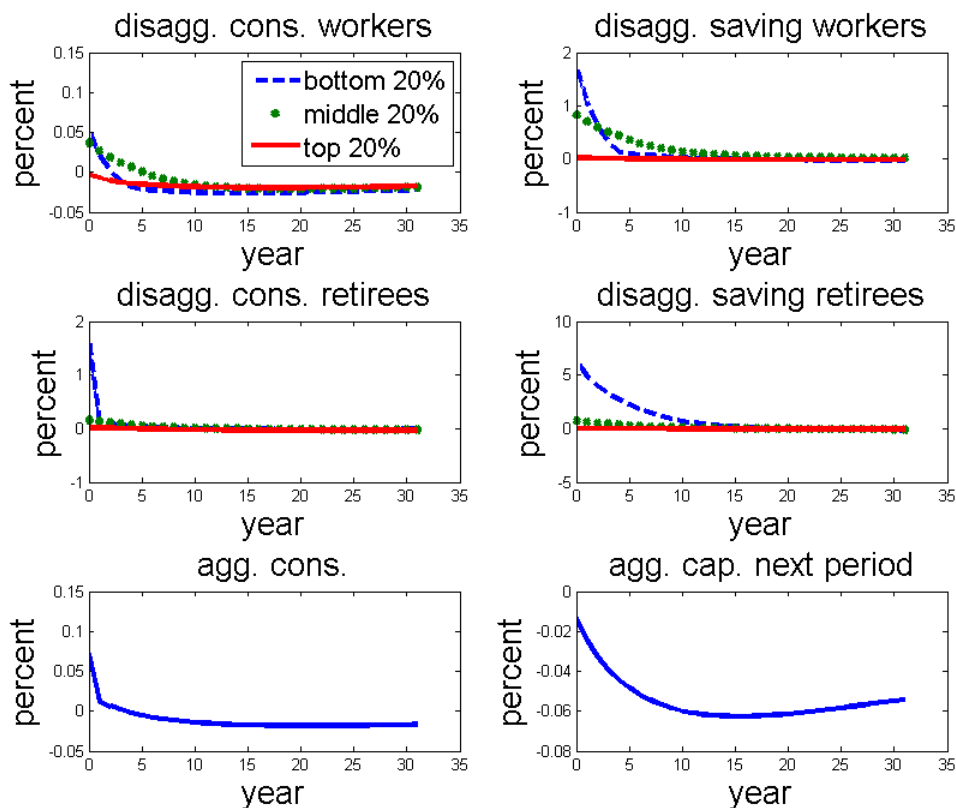 disagg. cons. workers
percent
0.15
0.1
0.05
0
-0.05
0 5 10 15 20 25 30 35
year
bottom 20%
middle 20%
top 20%
disagg. saving workers
percent
2
1
0
-1
0 5 10 15 20 25 30 35
year
disagg. cons. retirees
percent
2
1
0
-1
0 5 10 15 20 25 30 35
year
disagg. saving retirees
percent
10
5
0
-5
0 5 10 15 20 25 30 35
year
agg. cons.
percent
0.15
0.1
0.05
0
-0.05
0 5 10 15 20 25 30 35
year
agg. cap. next period
percent
0
-0.02
-0.04
-0.06
-0.08
0 5 10 15 20 25 30 35
year